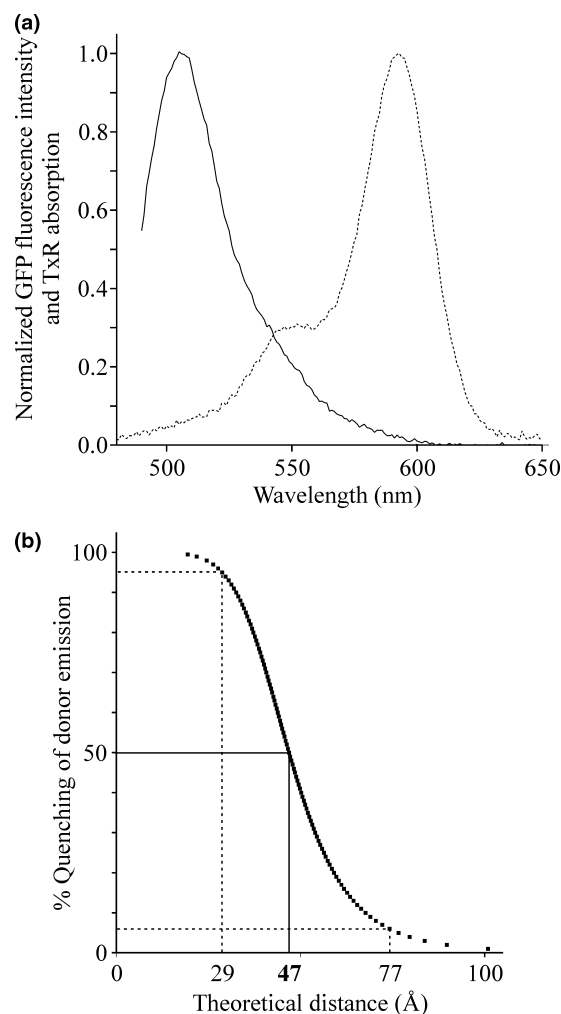 (a)
Normalized GFP fluorescence intensity
and TxR absorption
1.0
0.8
0.6
0.4
0.2
0.0
500
550
600
650
Wavelength (nm)
(b)
% Quenching of donor emission
100
50
0
0
29
47
77
100
Theoretical distance (Å)